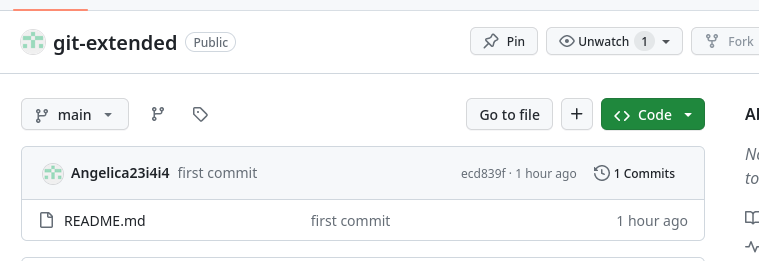 git-extended Public Pin Unwatch 1 Fork
main Go to file + <> Code
Angelica23i4i4 first commit ecd839f · 1 hour ago 1 Commits
README.md first commit 1 hour ago